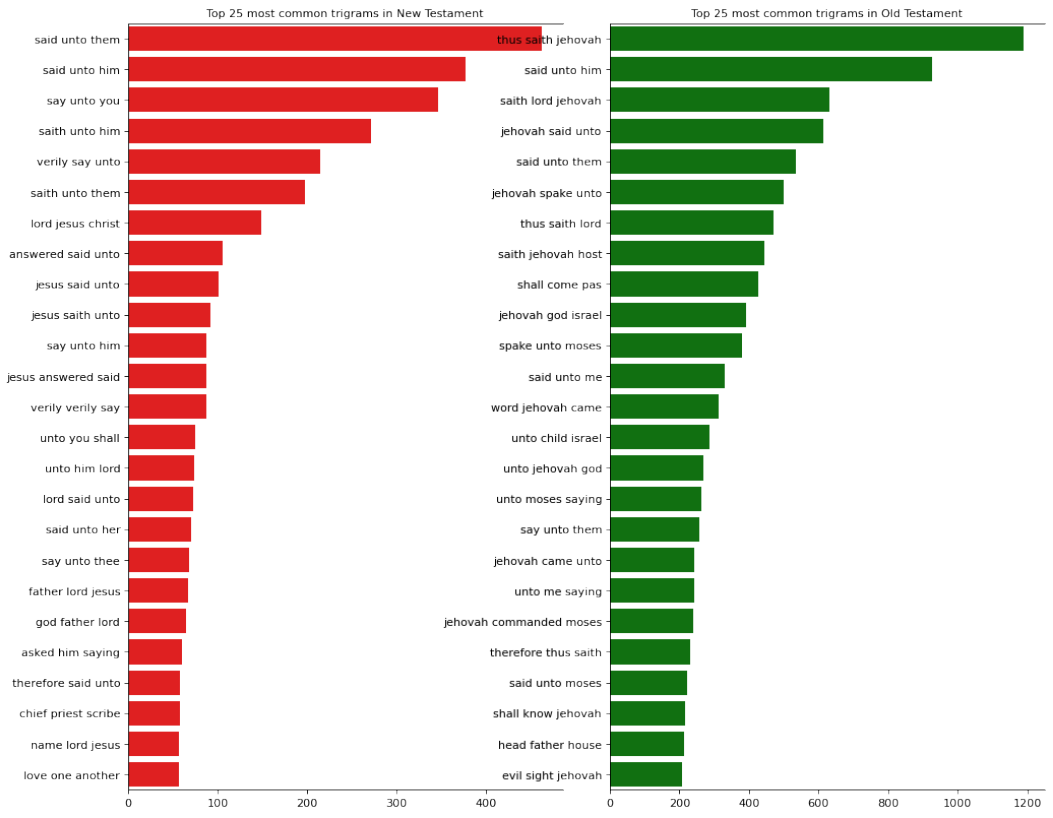 Top 25 most common trigrams in New Testament
said unto them
said unto him
say unto you
saith unto him
verily say unto
saith unto them
lord jesus christ
answered said unto
jesus said unto
jesus saith unto
say unto him
jesus answered said
verily verily say
unto you shall
unto him lord
lord said unto
said unto her
say unto thee
father lord jesus
god father lord
asked him saying
therefore said unto
chief priest scribe
name lord jesus
love one another
0 100 200 300 400
Top 25 most common trigrams in Old Testament
thus saith jehovah
said unto him
saith lord jehovah
jehovah said unto
said unto them
jehovah spake unto
thus saith lord
saith jehovah host
shall come pas
jehovah god israel
spake unto moses
said unto me
word jehovah came
unto child israel
unto jehovah god
unto moses saying
say unto them
jehovah came unto
unto me saying
jehovah commanded moses
therefore thus saith
said unto moses
shall know jehovah
head father house
evil sight jehovah
0 200 400 600 800 1000 1200